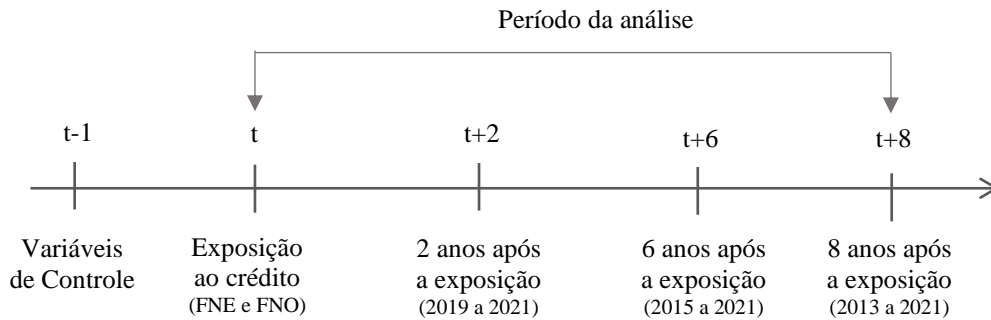 Período da análise
t-1
t
t+2
t+6
t+8
Variáveis
de Controle
Exposição
ao crédito
(FNE e FNO)
2 anos após
a exposição
(2019 a 2021)
6 anos após
a exposição
(2015 a 2021)
8 anos após
a exposição
(2013 a 2021)